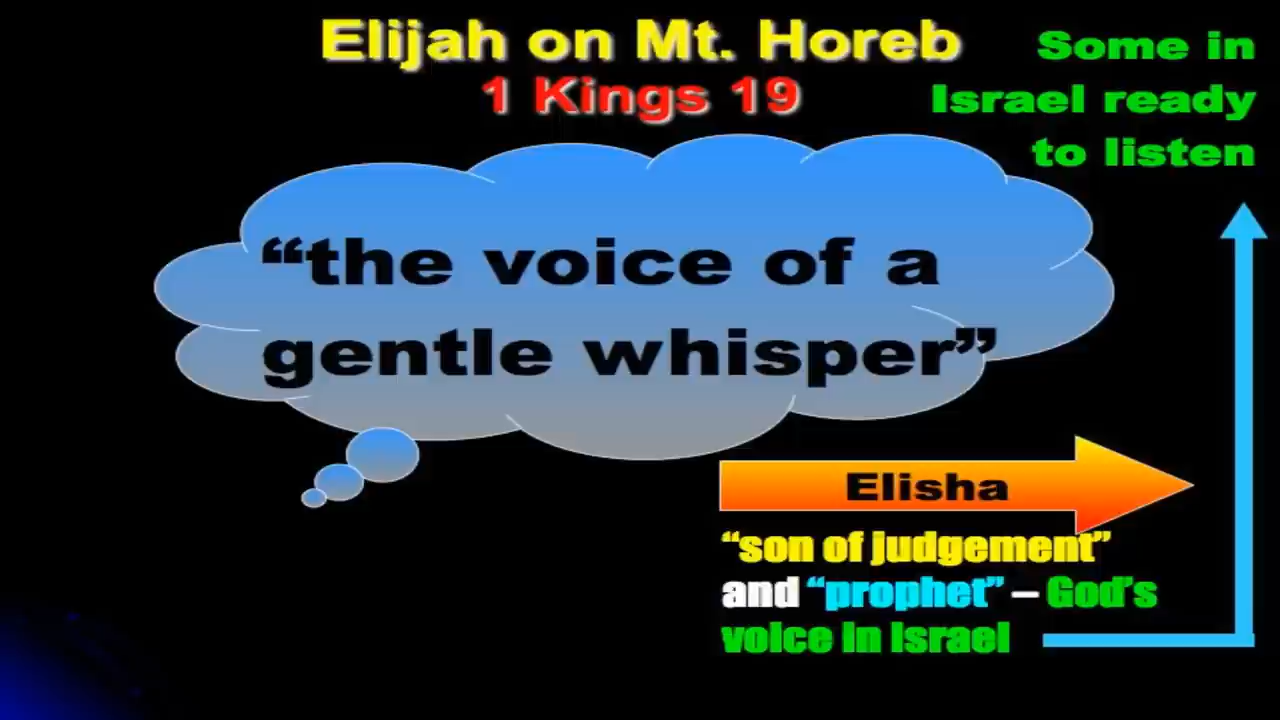 Elijah on Mt. Horeb
1 Kings 19
Some in
Israel ready
to listen
“the voice of a
gentle whisper”
Elisha
“son of judgement”
and “prophet” – God’s
voice in Israel